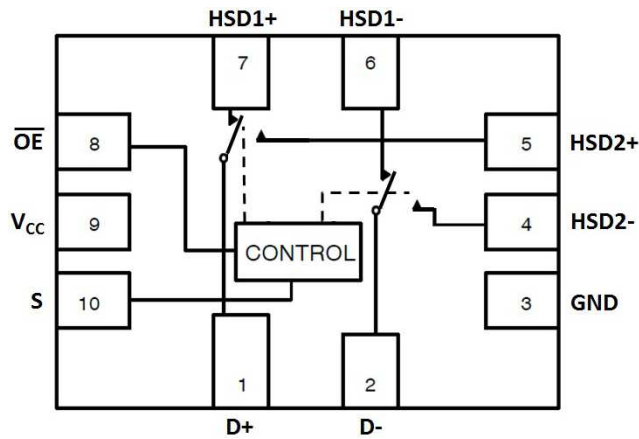 HSD1+ HSD1-
7 6
OE 8 5 HSD2+
VCC 9 4 HSD2-
CONTROL
S 10 3 GND
1 2
D+ D-